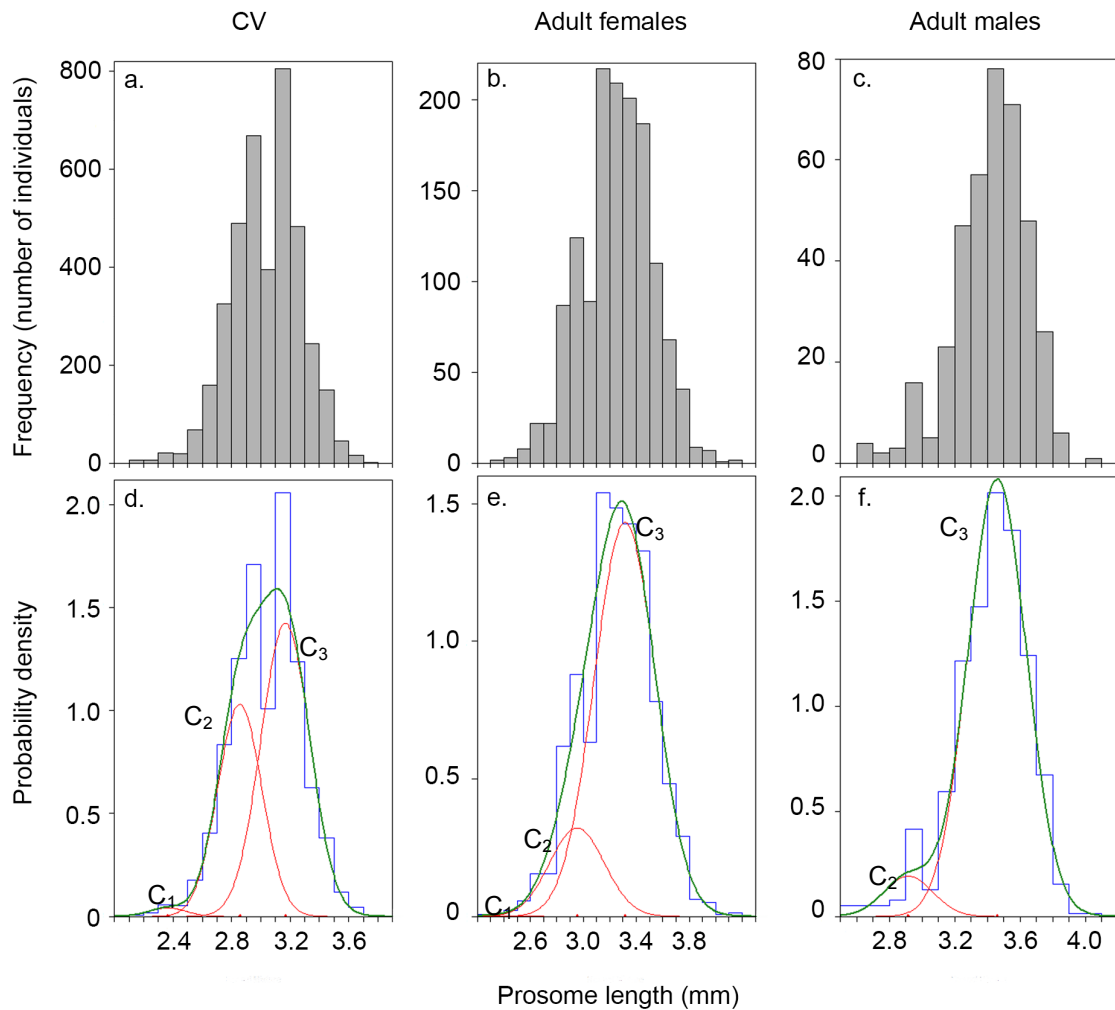 CV
Adult females
Adult males
Frequency (number of individuals)
a.
800
600
400
200
0
b.
200
150
100
50
0
c.
80
60
40
20
0
Probability density
d.
2.0
1.5
1.0
0.5
0
C1
C2
C3
2.4 2.8 3.2 3.6
e.
1.5
1.0
0.5
0
C1
C2
C3
2.6 3.0 3.4 3.8
f.
2.0
1.5
1.0
0.5
0
C2
C3
2.8 3.2 3.6 4.0
Prosome length (mm)